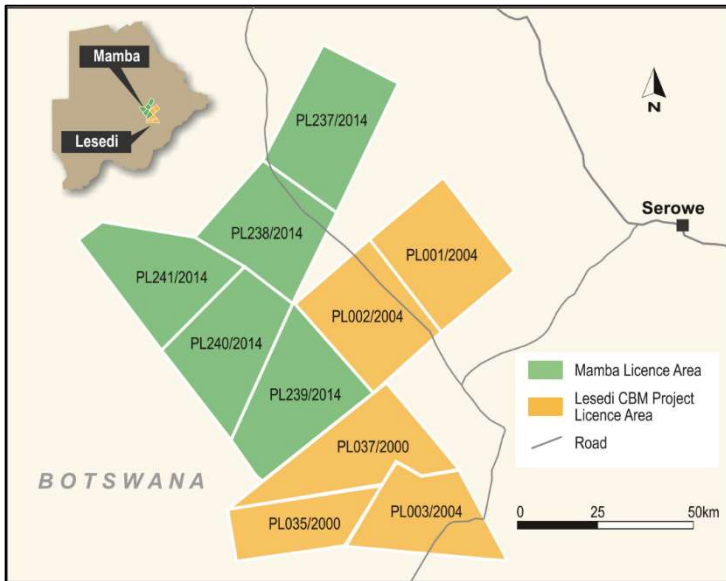 Mamba
Lesedi
PL237/2014
N
Serowe
PL238/2014
PL001/2004
PL241/2014
PL002/2004
PL240/2014
PL239/2014
Mamba Licence Area
Lesedi CBM Project
Licence Area
Road
PL037/2000
BOTSWANA
PL003/2004
PL035/2000
0 25 50km